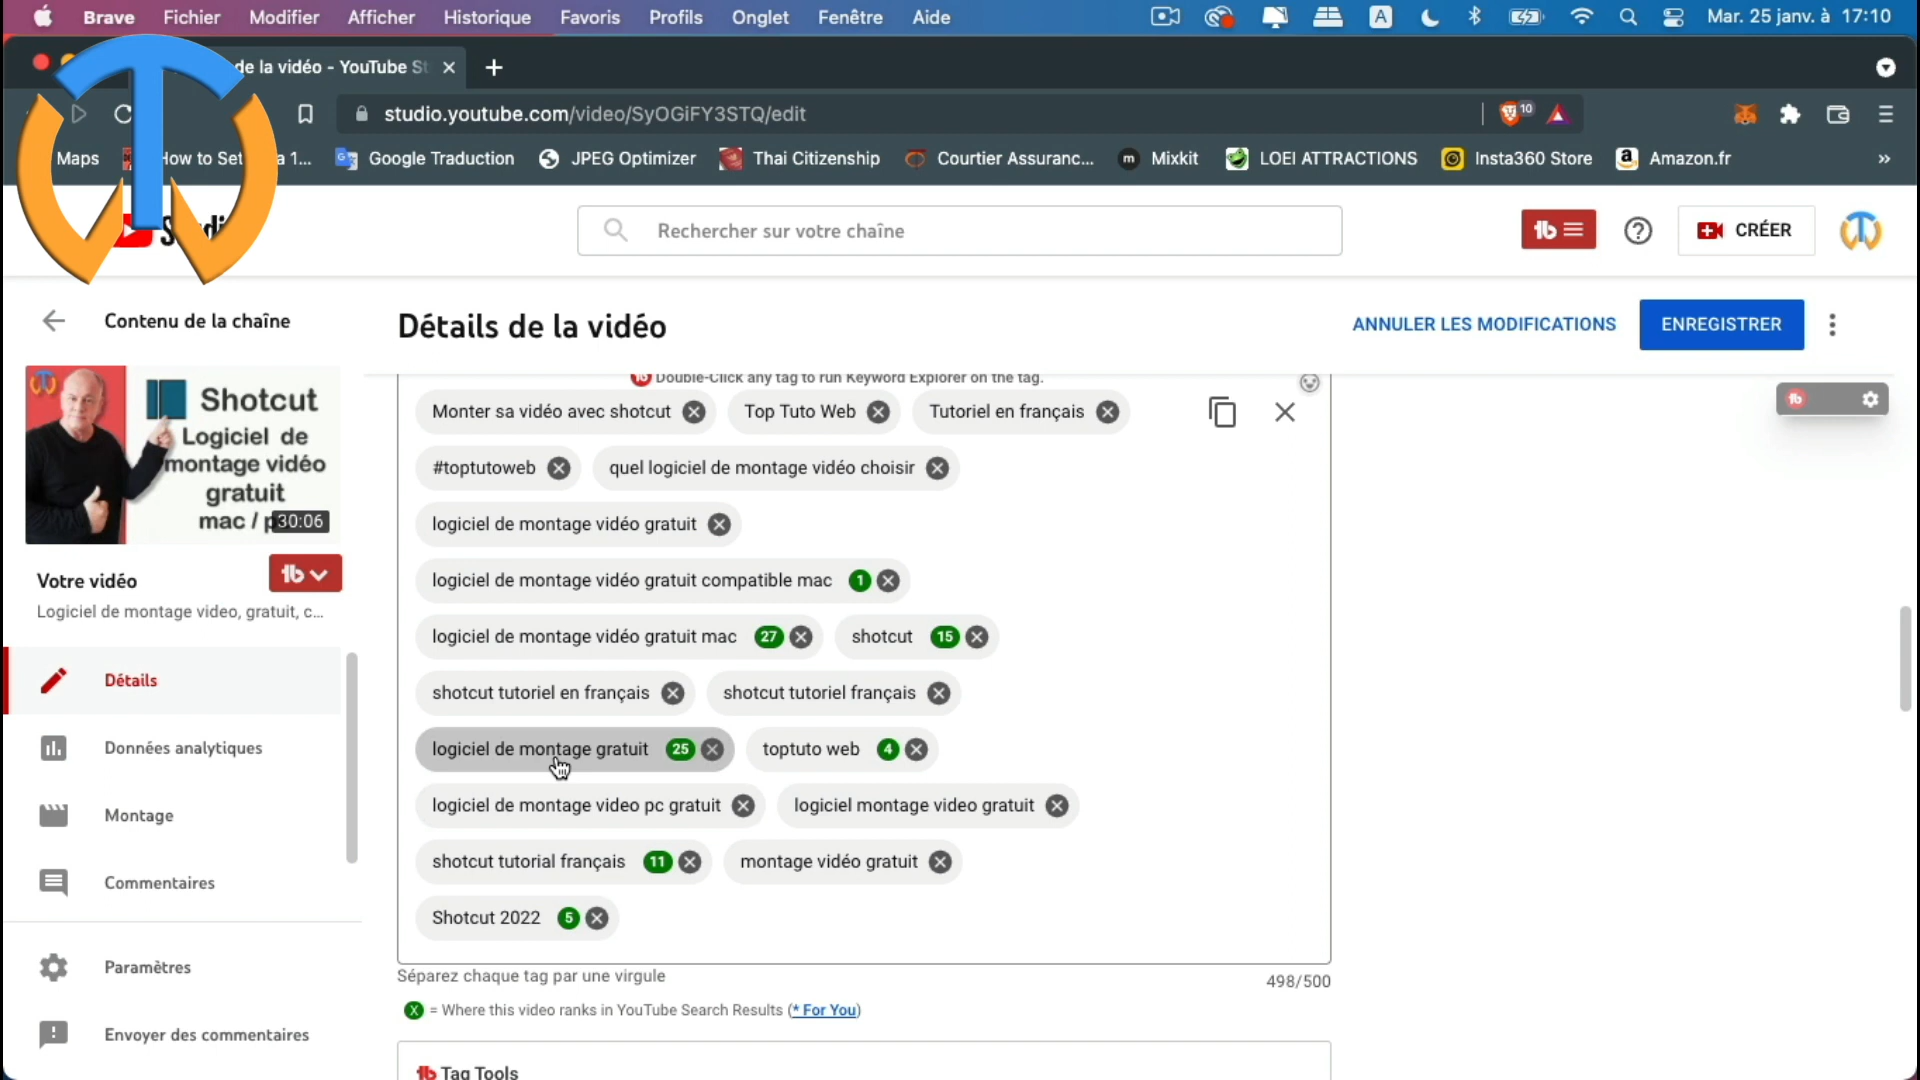 Brave Fichier Modifier Afficher Historique Favoris Profils Onglet Fenêtre Aide A Mar. 25 janv. à 17:10
de la vidéo - YouTube St
studio.youtube.com/video/SyOGiFY3STQ/edit 10
Maps How to Set a 1... Google Traduction JPEG Optimizer Thai Citizenship Courtier Assuranc... m Mixkit LOEI ATTRACTIONS Insta360 Store Amazon.fr »
Rechercher sur votre chaîne
CRÉER
Contenu de la chaîne
Détails de la vidéo
ANNULER LES MODIFICATIONS
ENREGISTRER
Shotcut
Logiciel de
montage vidéo
gratuit
mac / p
30:06
Votre vidéo
Logiciel de montage video, gratuit, c...
Détails
Données analytiques
Montage
Commentaires
Paramètres
Envoyer des commentaires
Double-Click any tag to run Keyword Explorer on the tag.
Monter sa vidéo avec shotcut Top Tuto Web Tutoriel en français
#toptutoweb quel logiciel de montage vidéo choisir
logiciel de montage vidéo gratuit
logiciel de montage vidéo gratuit compatible mac 1
logiciel de montage vidéo gratuit mac 27 shotcut 15
shotcut tutoriel en français shotcut tutoriel français
logiciel de montage gratuit 25 toptuto web 4
logiciel de montage video pc gratuit logiciel montage video gratuit
shotcut tutorial français 11 montage vidéo gratuit
Shotcut 2022 5
Séparez chaque tag par une virgule
498/500
X = Where this video ranks in YouTube Search Results (* For You)
Tag Tools